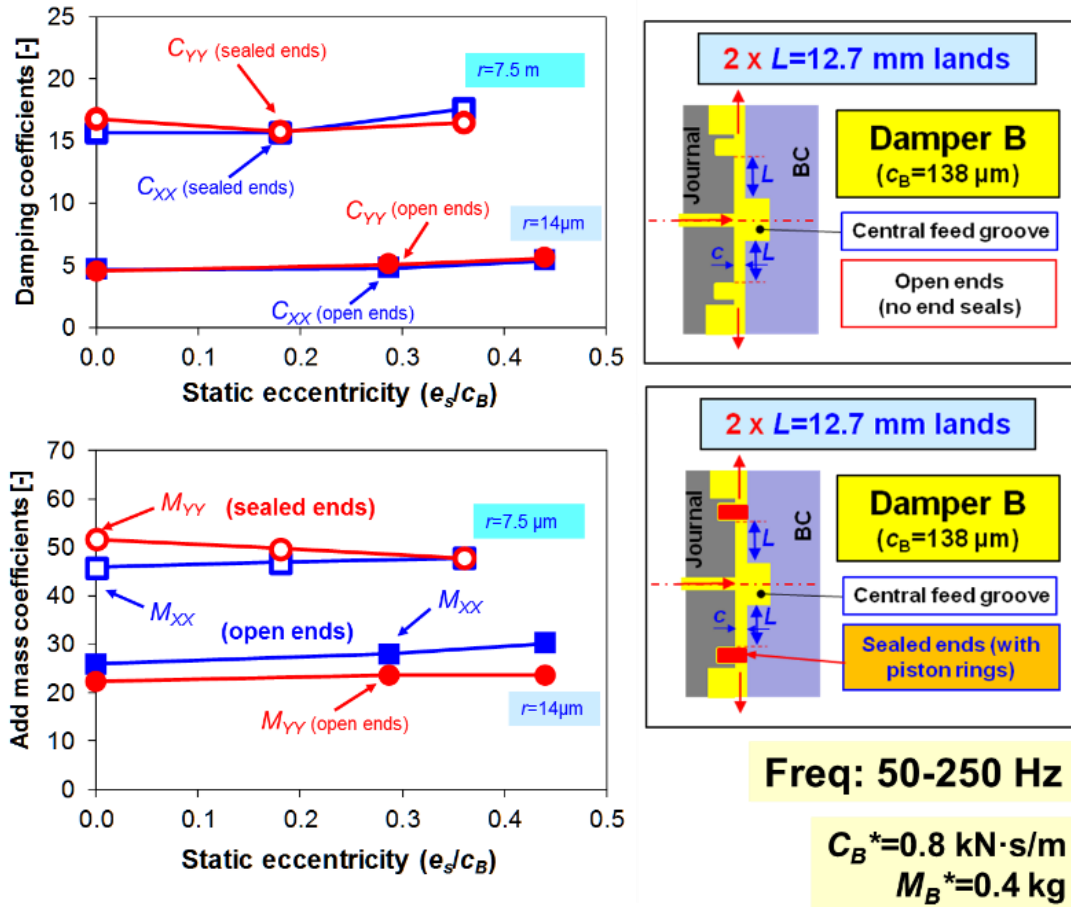 Damping coefficients [-]
25
20
15
10
5
0
C_YY (sealed ends)
r=7.5 m
C_XX (sealed ends)
C_YY (open ends)
r=14µm
C_XX (open ends)
0.0 0.1 0.2 0.3 0.4 0.5
Static eccentricity (e_s/c_B)
Add mass coefficients [-]
70
60
50
40
30
20
10
0
M_YY (sealed ends)
r=7.5 µm
M_XX
M_XX
(open ends)
M_YY (open ends)
r=14µm
0.0 0.1 0.2 0.3 0.4 0.5
Static eccentricity (e_s/c_B)
2 x L=12.7 mm lands
Journal
BC
L
c
L
Damper B
(c_B=138 µm)
Central feed groove
Open ends
(no end seals)
2 x L=12.7 mm lands
Journal
BC
L
c
L
Damper B
(c_B=138 µm)
Central feed groove
Sealed ends (with
piston rings)
Freq: 50-250 Hz
C_B*=0.8 kN·s/m
M_B*=0.4 kg